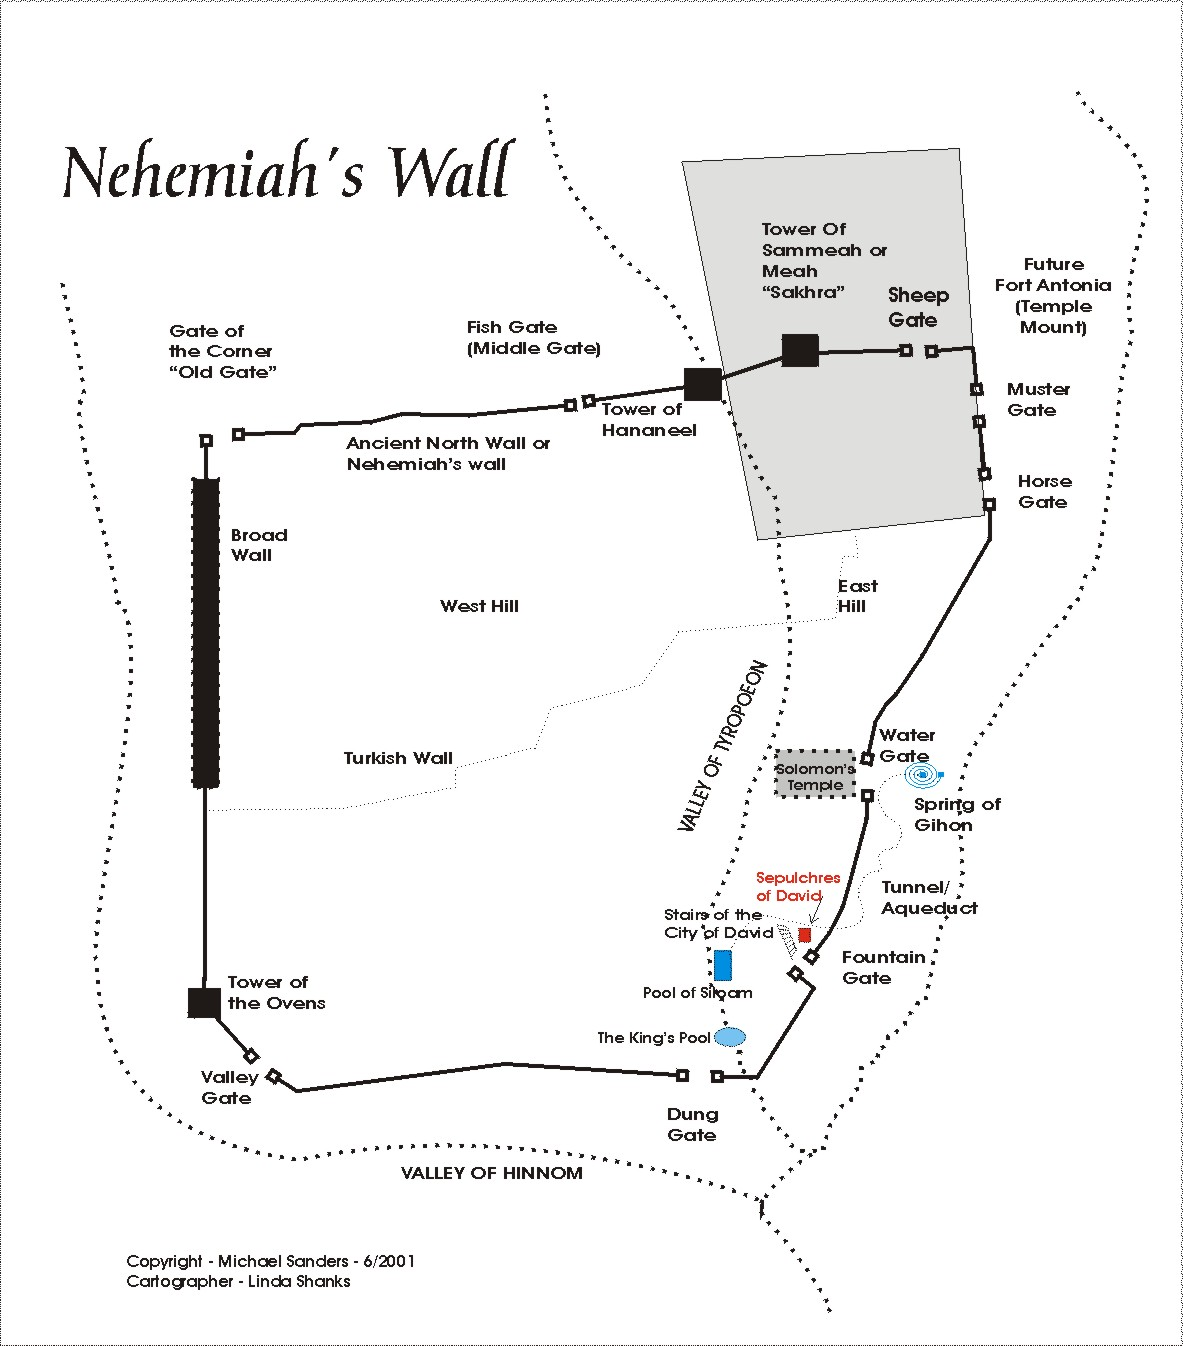 Nehemiah's Wall
Tower Of
Sammeah or
Meah
"Sakhra"
Sheep
Gate
Future
Fort Antonia
(Temple
Mount)
Gate of
the Corner
"Old Gate"
Fish Gate
(Middle Gate)
Muster
Gate
Tower of
Hananeel
Ancient North Wall or
Nehemiah's wall
Horse
Gate
Broad
Wall
West Hill
East
Hill
VALLEY OF TYROPOEON
Turkish Wall
Water
Gate
Solomon's
Temple
Spring of
Gihon
Sepulchres
of David
Tunnel/
Aqueduct
Stairs of the
City of David
Fountain
Gate
Pool of Siloam
Tower of
the Ovens
The King's Pool
Valley
Gate
Dung
Gate
VALLEY OF HINNOM
Copyright - Michael Sanders - 6/2001
Cartographer - Linda Shanks